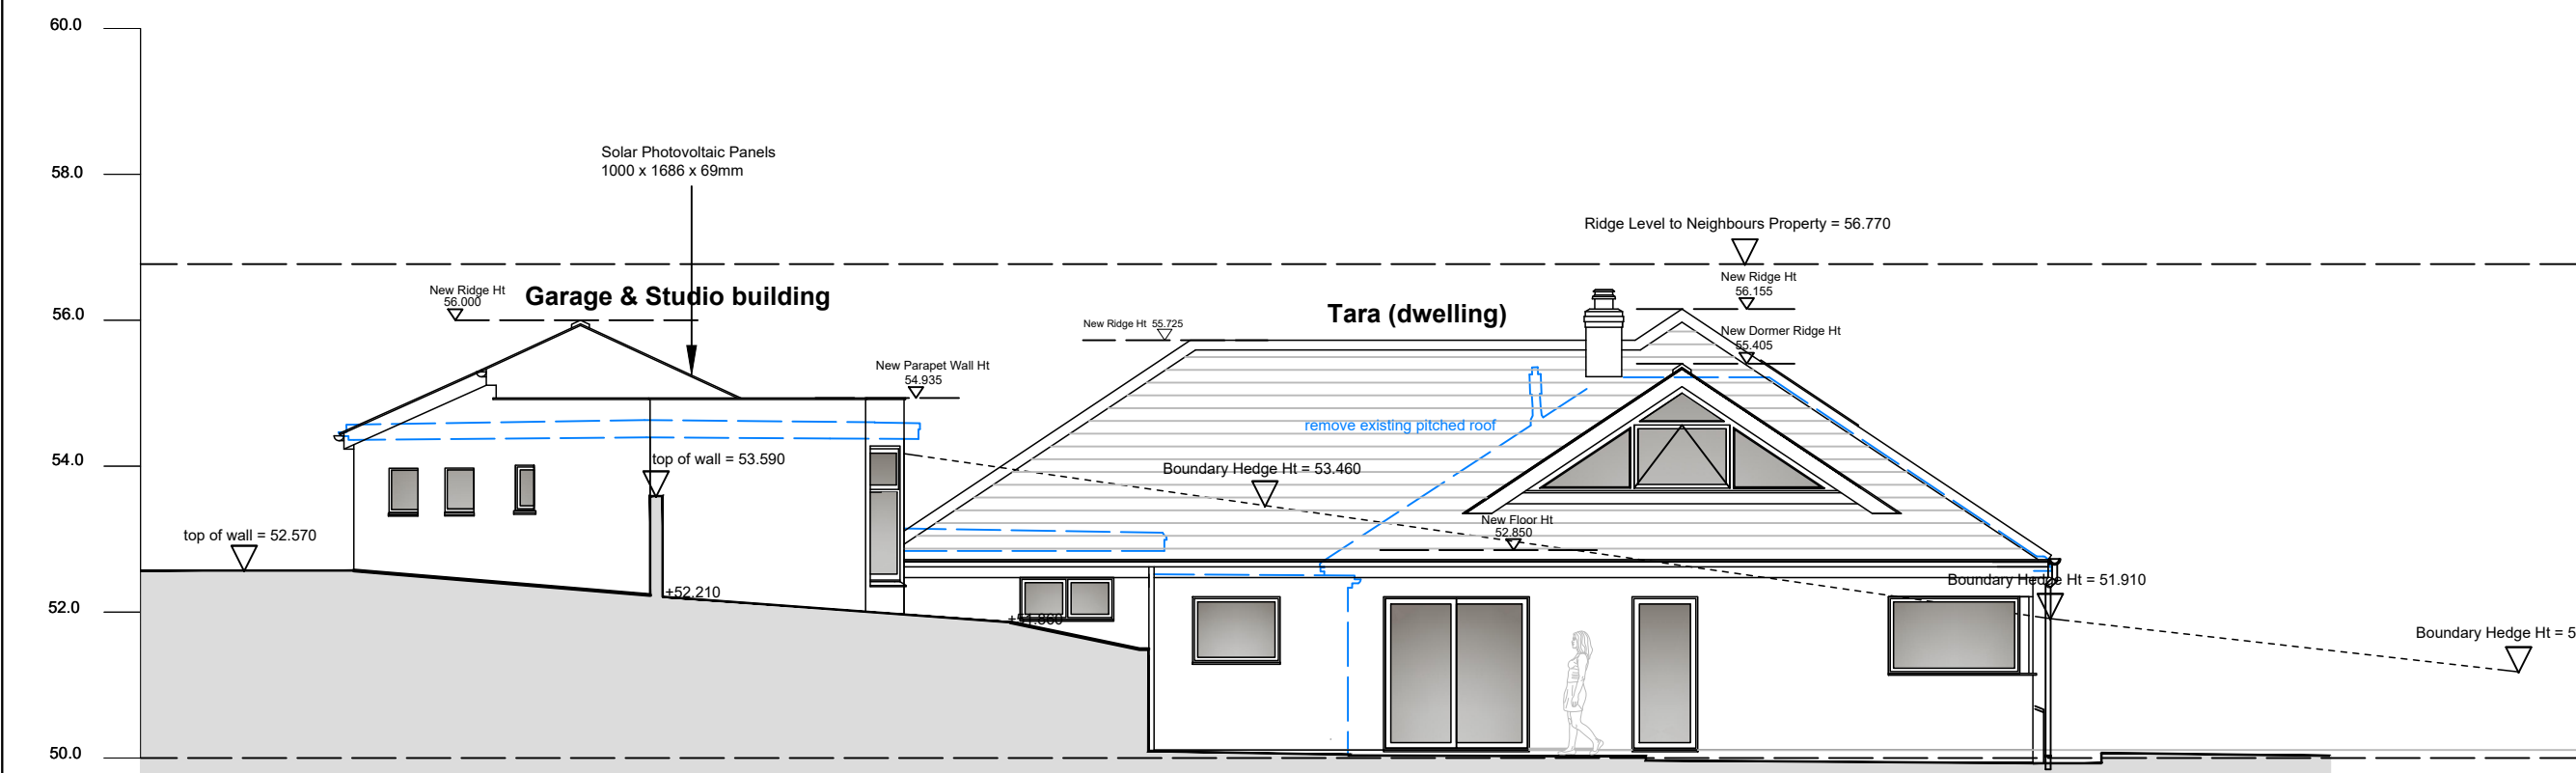 60.0
Solar Photovoltaic Panels
1000 x 1686 x 69mm
58.0
Ridge Level to Neighbours Property = 56.770
New Ridge Ht
56.155
New Ridge Ht
56.000
Garage & Studio building
56.0
Tara (dwelling)
New Ridge Ht 55.725
New Dormer Ridge Ht
55.405
New Parapet Wall Ht
54.935
remove existing pitched roof
54.0
top of wall = 53.590
Boundary Hedge Ht = 53.460
New Floor Ht
52.850
top of wall = 52.570
Boundary Hedge Ht = 51.910
+52.210
52.0
+51.860
Boundary Hedge Ht = 5
50.0